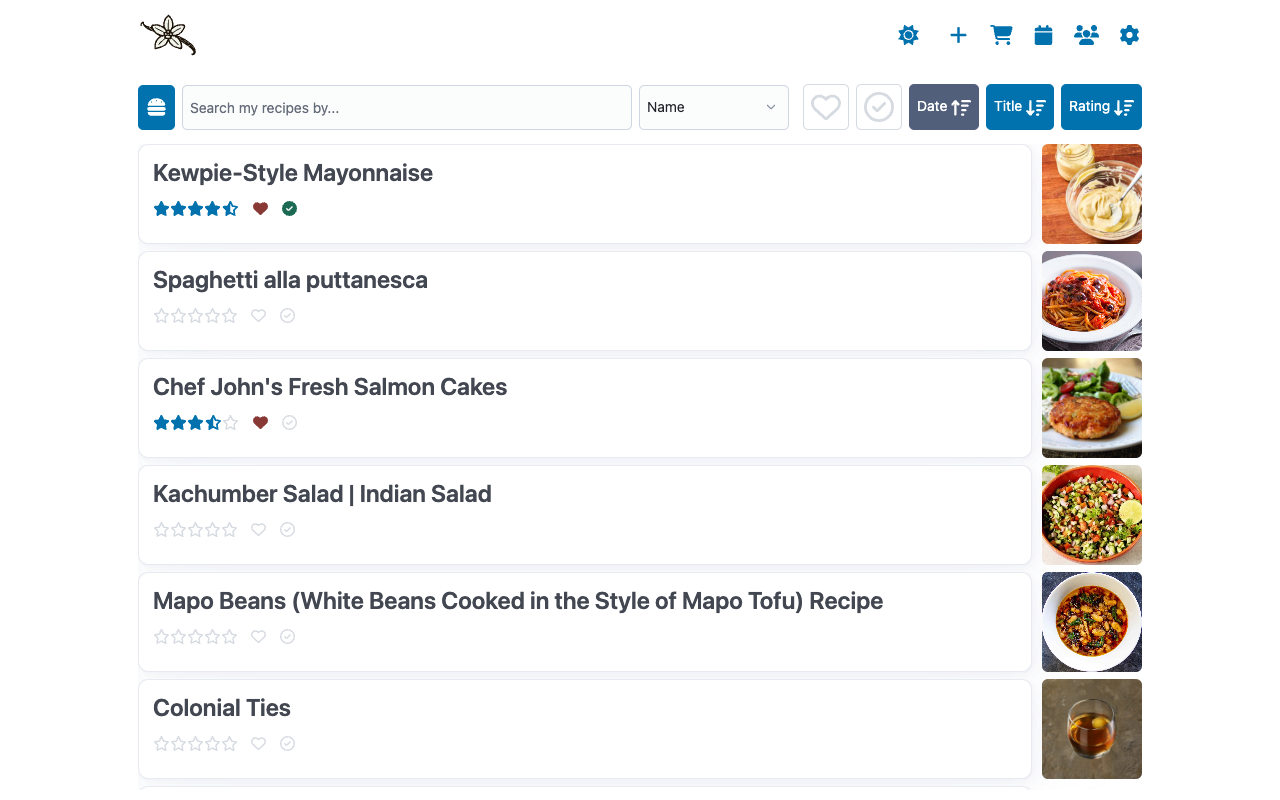 Search my recipes by...
Name
Date
Title
Rating
Kewpie-Style Mayonnaise
Spaghetti alla puttanesca
Chef John's Fresh Salmon Cakes
Kachumber Salad | Indian Salad
Mapo Beans (White Beans Cooked in the Style of Mapo Tofu) Recipe
Colonial Ties